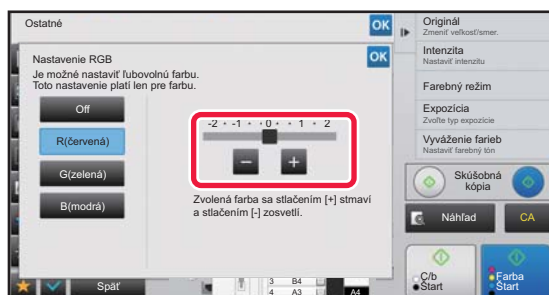 Ostatné
OK
Nastavenie RGB
OK
Je možné nastaviť ľubovolnú farbu.
Toto nastavenie platí len pre farbu.
Off
R(červená)
G(zelená)
B(modrá)
-2 • -1 • • 0 • • 1 • 2
− +
Zvolená farba sa stlačením [+] stmaví
a stlačením [-] zosvetlí.
Späť
3 B4
4 A3
A4
Originál
Zmeniť veľkosť/smer.
Intenzita
Nastaviť intenzitu
Farebný režim
Expozícia
Zvoľte typ expozície
Vyváženie farieb
Nastaviť farebný tón
Skúšobná
kópia
Náhľad
CA
Č/b
Štart
Farba
Štart